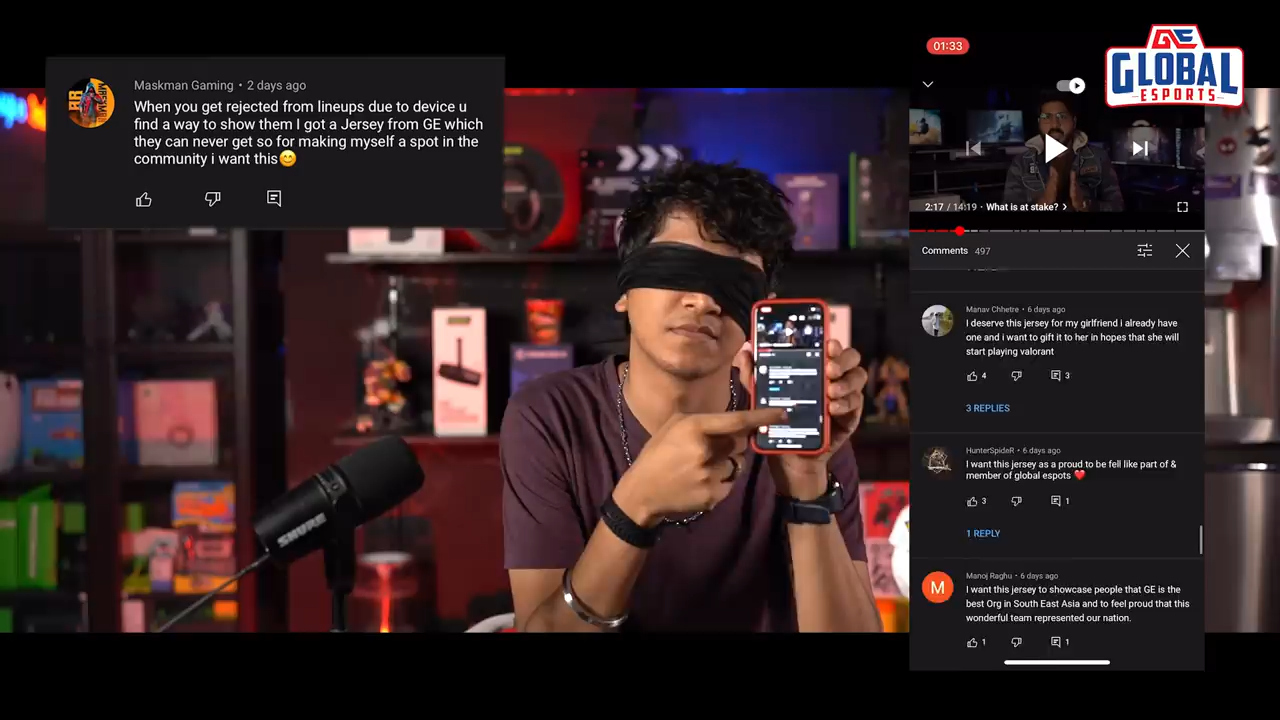 Maskman Gaming • 2 days ago
When you get rejected from lineups due to device u
find a way to show them I got a Jersey from GE which
they can never get so for making myself a spot in the
community i want this😊
01:33
GE
GLOBAL
ESPORTS
2:17 / 14:19 • What is at stake? >
Comments 497
Manav Chhetre • 6 days ago
I deserve this jersey for my girlfriend i already have
one and i want to gift it to her in hopes that she will
start playing valorant
4 3
3 REPLIES
HunterSpideR • 6 days ago
I want this jersey as a proud to be fell like part of &
member of global espots ❤️
3 1
1 REPLY
M
Manoj Raghu • 6 days ago
I want this jersey to showcase people that GE is the
best Org in South East Asia and to feel proud that this
wonderful team represented our nation.
1 1
SHURE